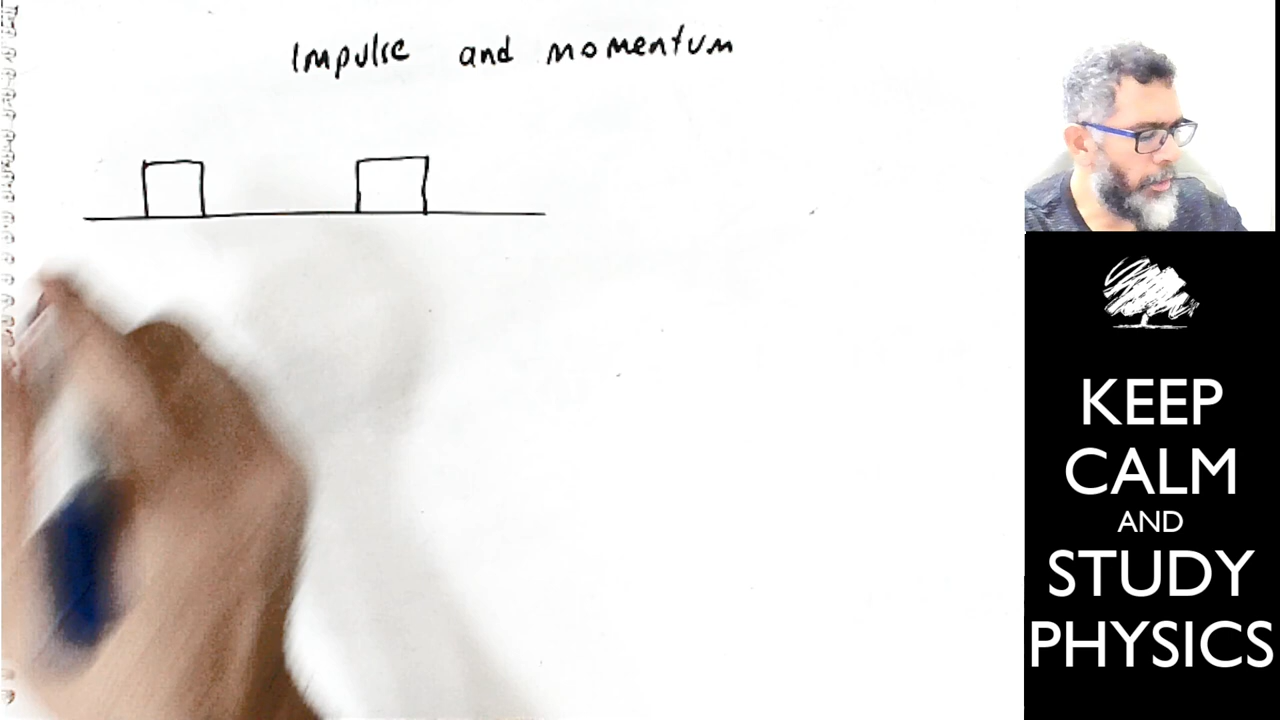 Impulse and momentum
KEEP
CALM
AND
STUDY
PHYSICS